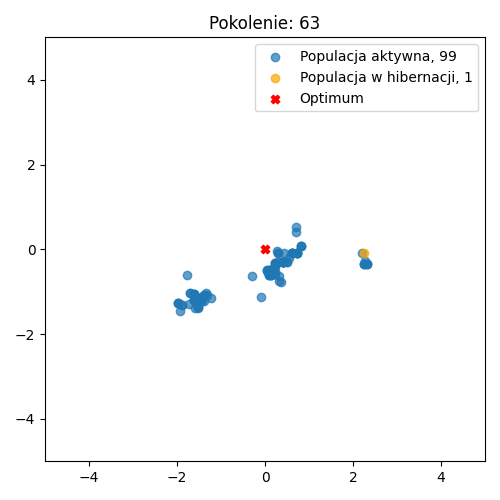 Pokolenie: 63
Populacja aktywna, 99
Populacja w hibernacji, 1
Optimum
4
2
0
−2
−4
−4
−2
0
2
4